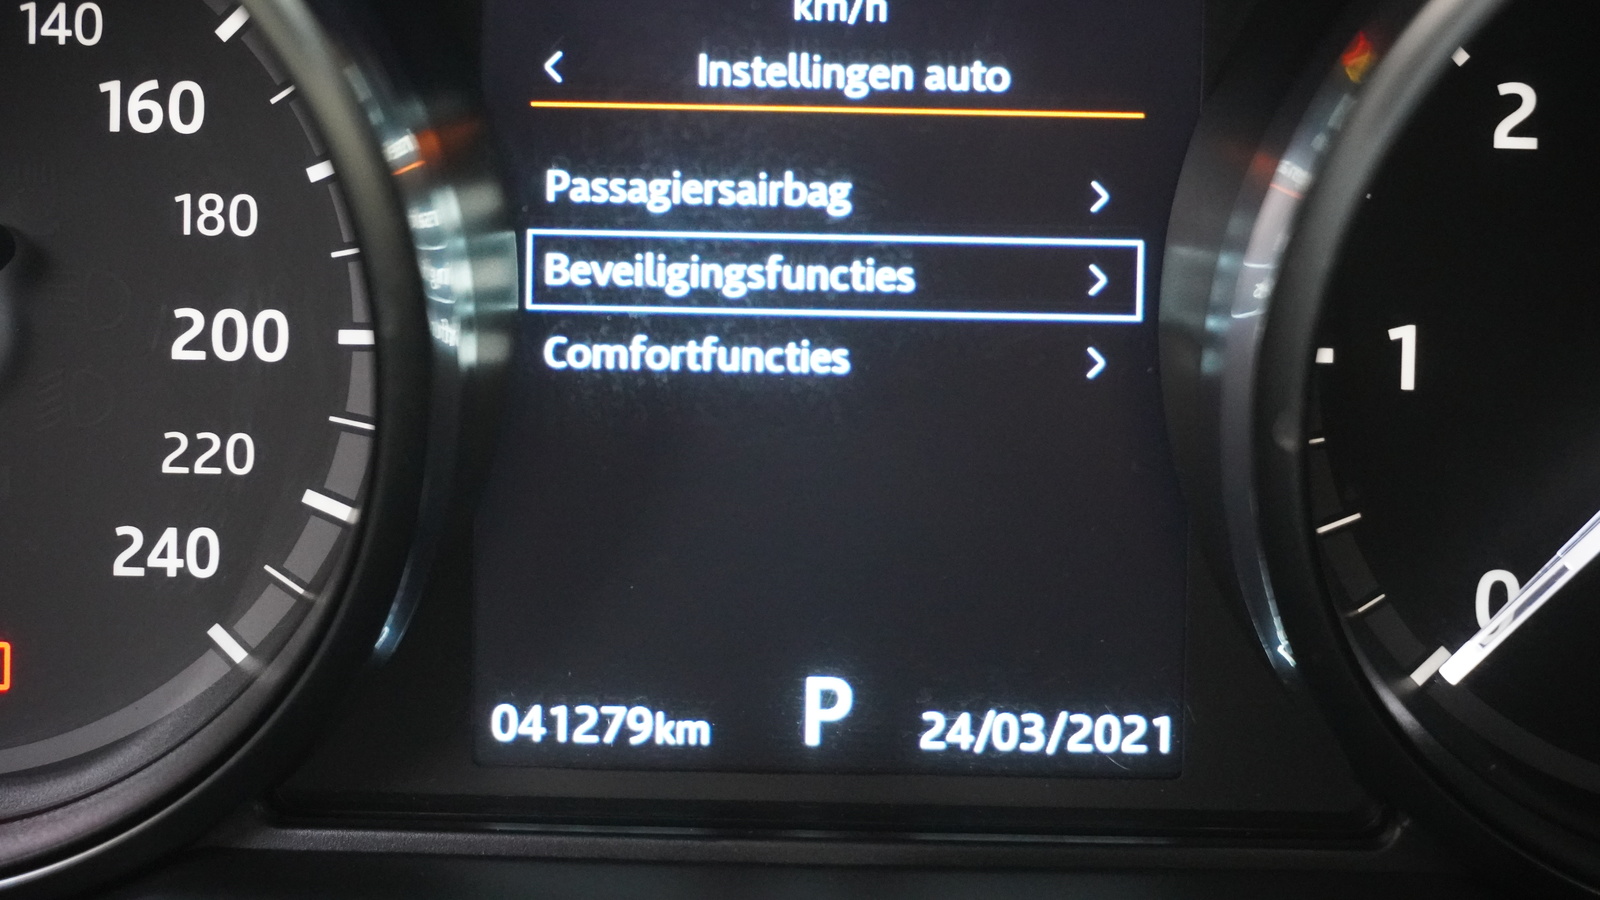 140
160
180
200
220
240
km/h
Instellingen auto
Passagiersairbag
Beveiligingsfuncties
Comfortfuncties
041279km P 24/03/2021
2
1
0